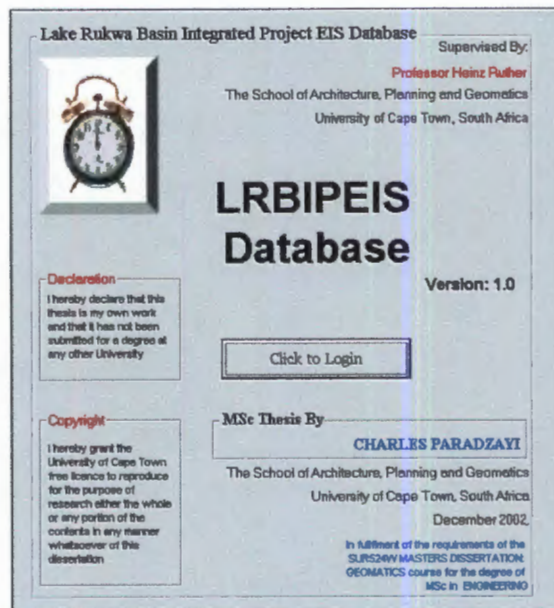 Lake Rukwa Basin Integrated Project EIS Database
Supervised By:
Professor Heinz Ruther
The School of Architecture, Planning and Geomatics
University of Cape Town, South Africa
LRBIPEIS
Database
Version: 1.0
Declaration
I hereby declare that this
thesis is my own work
and that it has not been
submitted for a degree at
any other University
Click to Login
Copyright
I hereby grant the
University of Cape Town
free licence to reproduce
for the purpose of
research either the whole
or any portion of the
contents in any manner
whatsoever of this
dissertation
MSc Thesis By
CHARLES PARADZAYI
The School of Architecture, Planning and Geomatics
University of Cape Town, South Africa
December 2002,
In fulfilment of the requirements of the
MASTERS DISSERTATION:
GEOMATICS course for the degree of
MSc in ENGINEERING